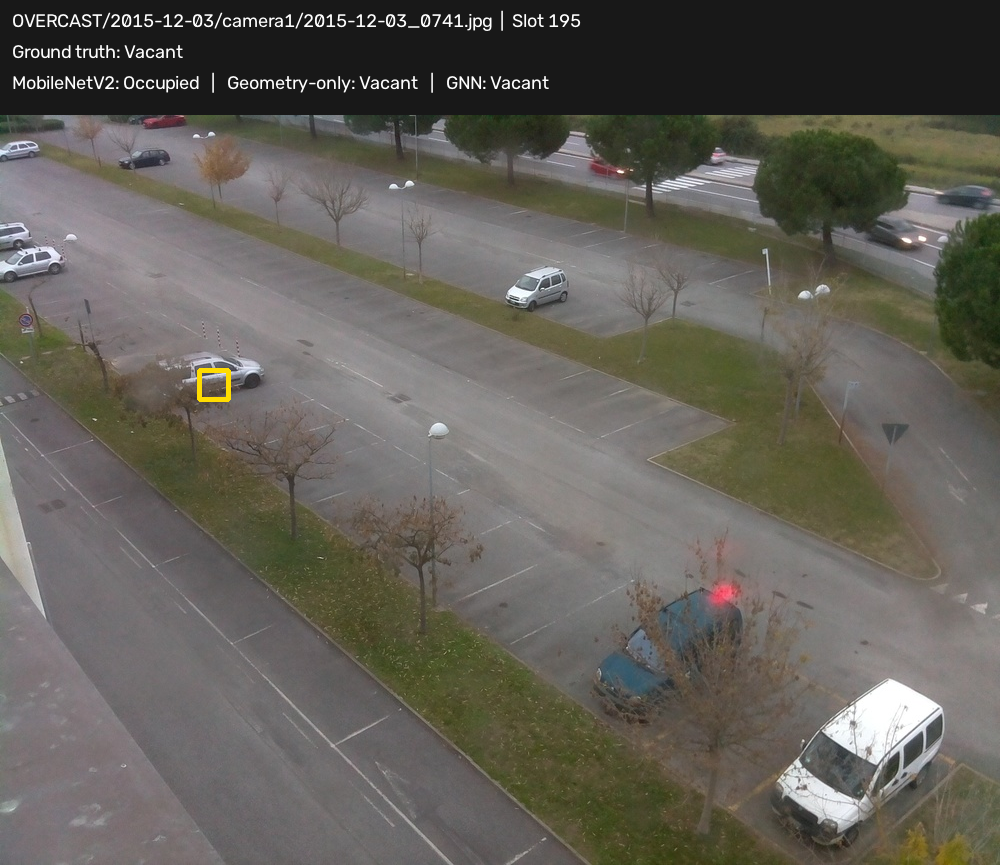 OVERCAST/2015-12-03/camera1/2015-12-03_0741.jpg | Slot 195
Ground truth: Vacant
MobileNetV2: Occupied | Geometry-only: Vacant | GNN: Vacant